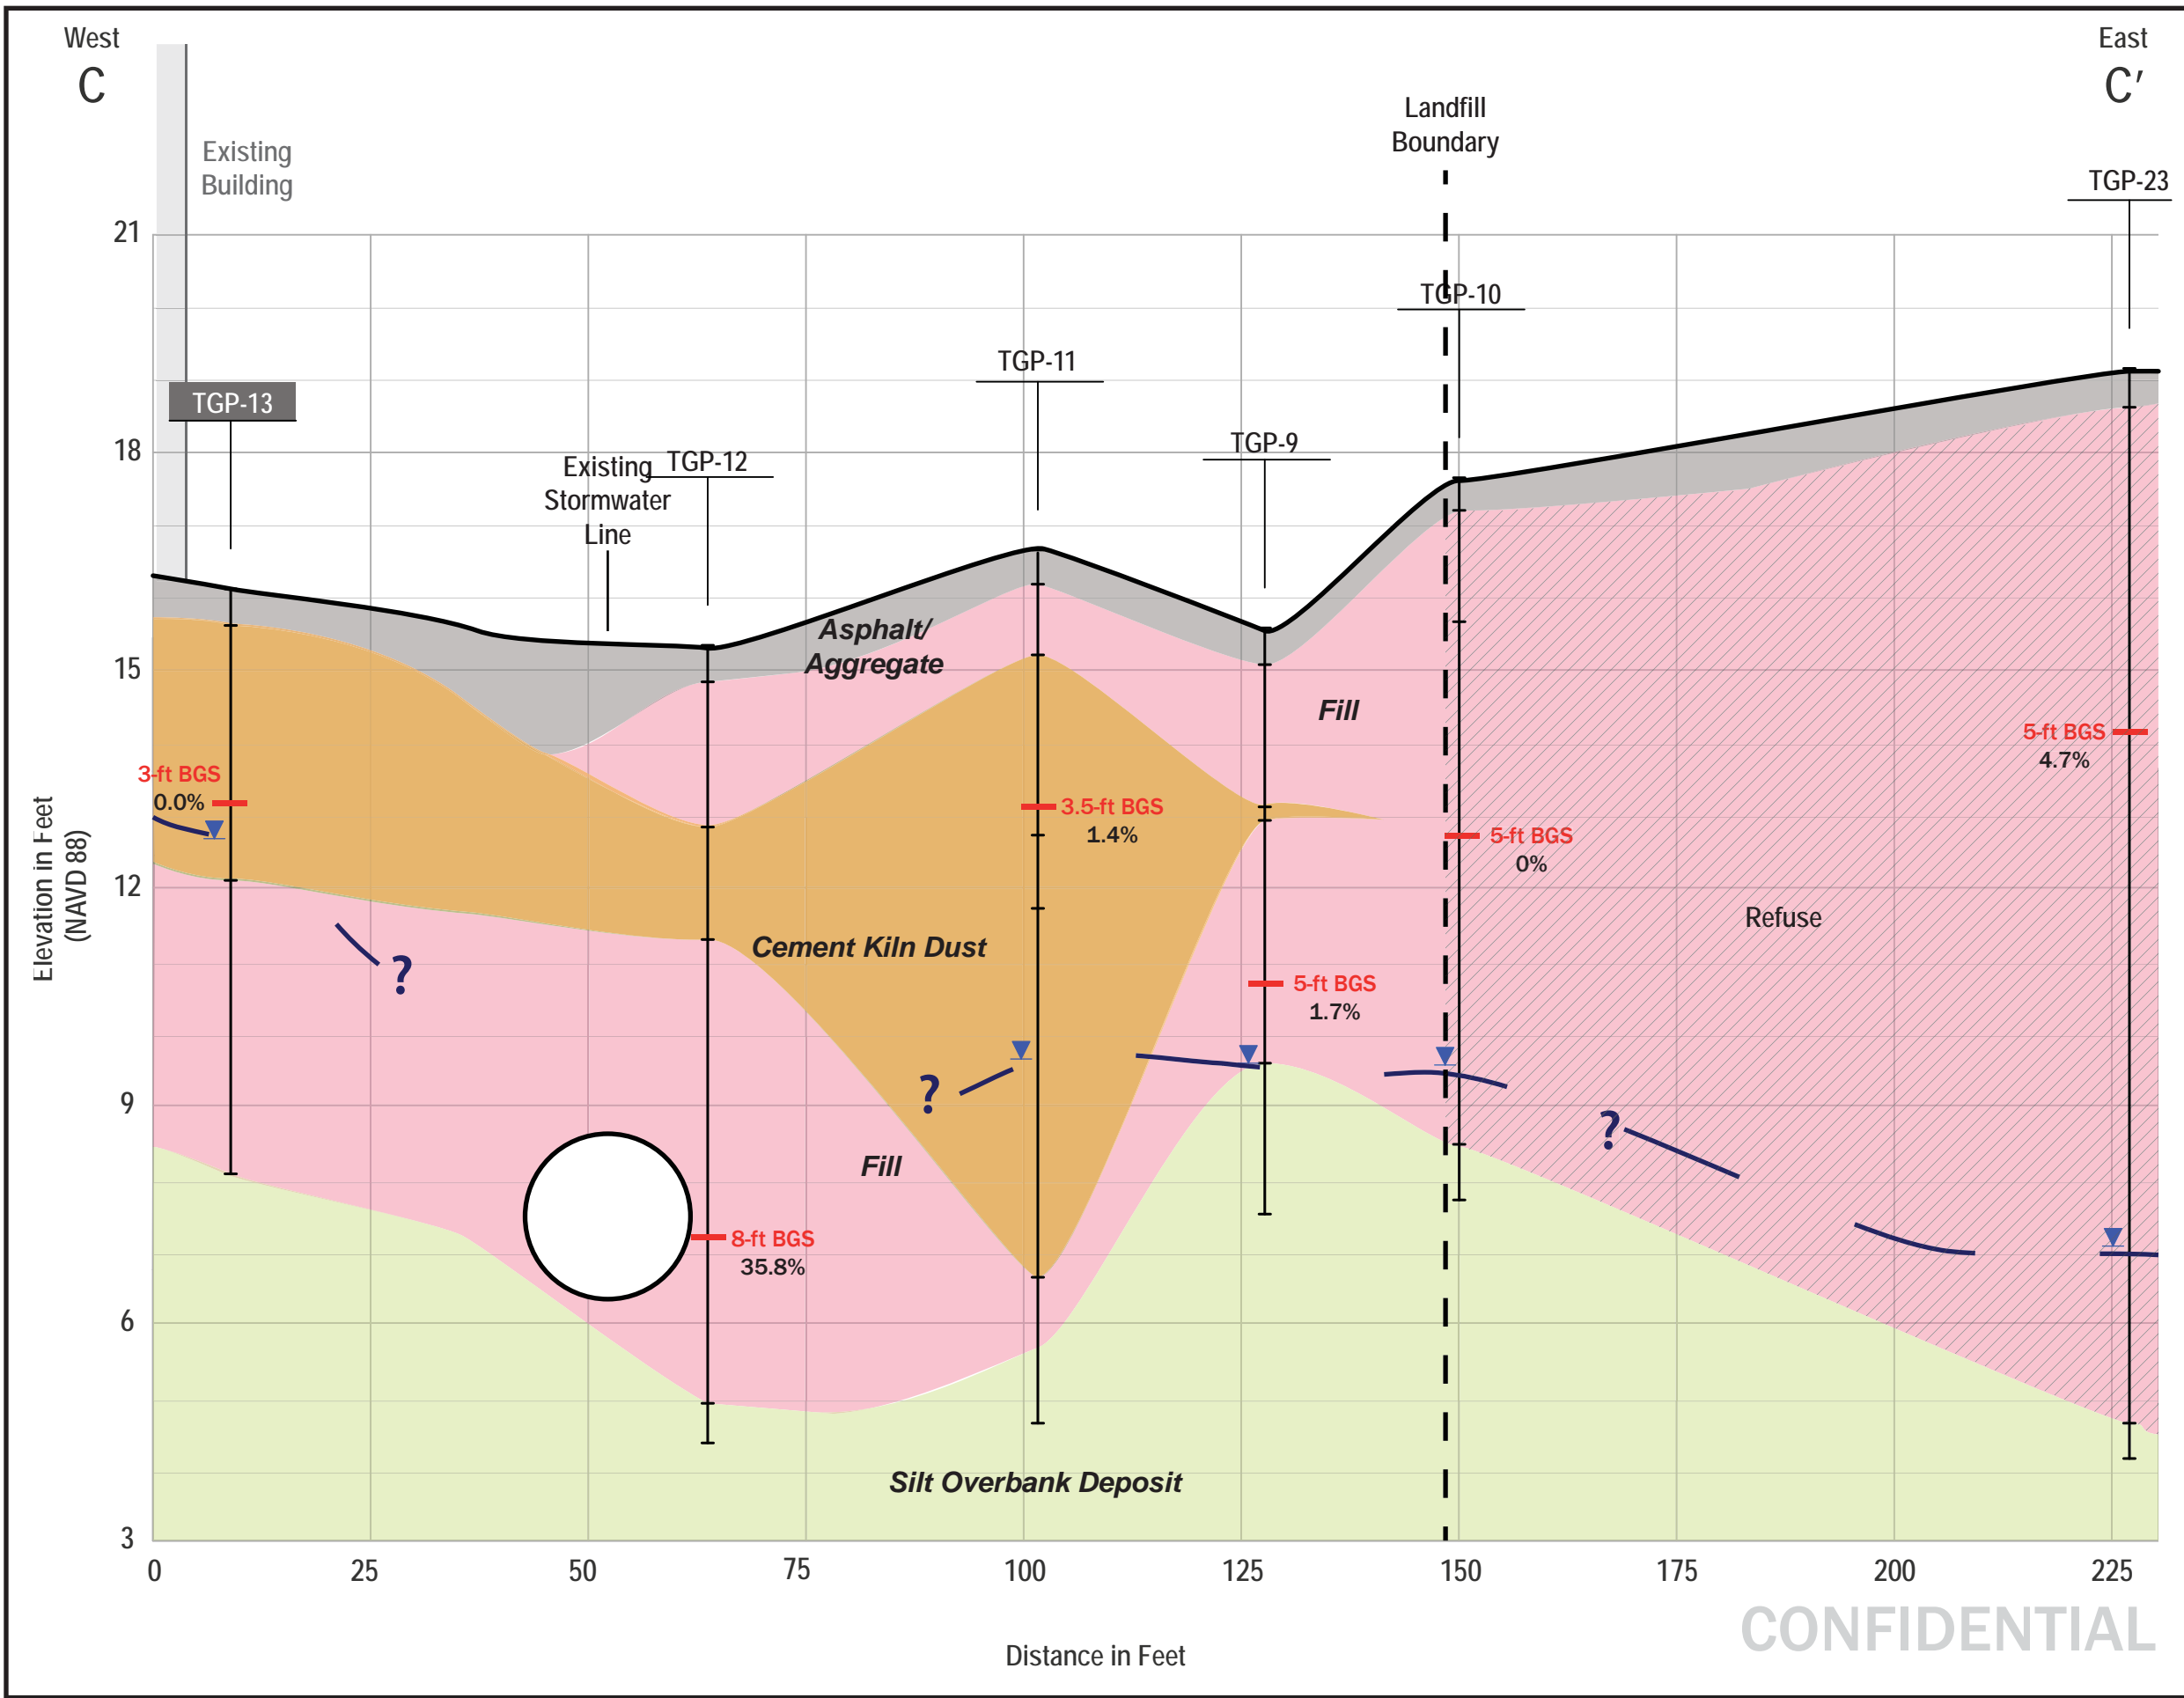 West
C
East
C′
Landfill
Boundary
Existing
Building
TGP-23
21
TGP-10
TGP-11
TGP-13
TGP-9
18
TGP-12
Existing
Stormwater
Line
Asphalt/
Aggregate
15
Fill
5-ft BGS
4.7%
3-ft BGS
0.0%
3.5-ft BGS
1.4%
5-ft BGS
0%
12
Refuse
Cement Kiln Dust
Elevation in Feet
(NAVD 88)
?
5-ft BGS
1.7%
?
9
?
Fill
8-ft BGS
35.8%
6
Silt Overbank Deposit
3
0 25 50 75 100 125 150 175 200 225
CONFIDENTIAL
Distance in Feet